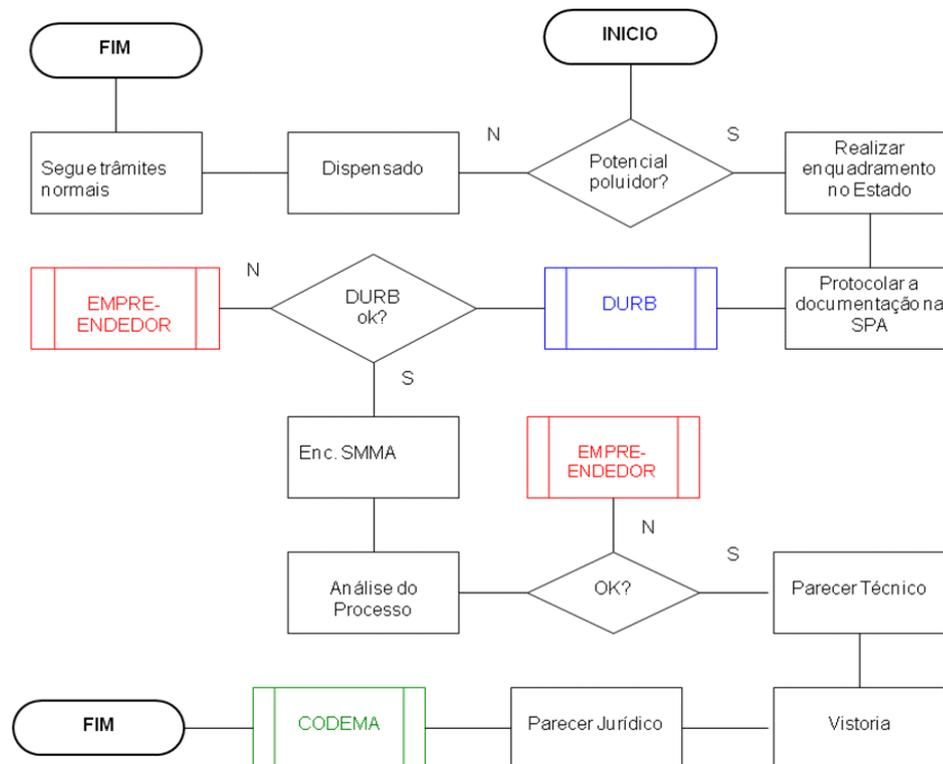 FIM
INICIO
N
S
Segue trâmites
normais
Dispensado
Potencial
poluidor?
Realizar
enquadramento
no Estado
N
EMPRE-
ENDEDOR
DURB
ok?
DURB
Protocolar a
documentação na
SPA
S
Enc. SMMA
EMPRE-
ENDEDOR
N
S
Análise do
Processo
OK?
Parecer Técnico
FIM
CODEMA
Parecer Jurídico
Vistoria